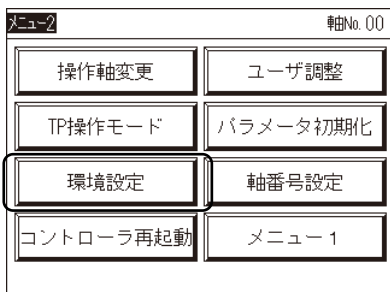 メニュー2 軸No. 00
操作軸変更 ユーザ調整
TP操作モード パラメータ初期化
環境設定 軸番号設定
コントローラ再起動 メニュー1